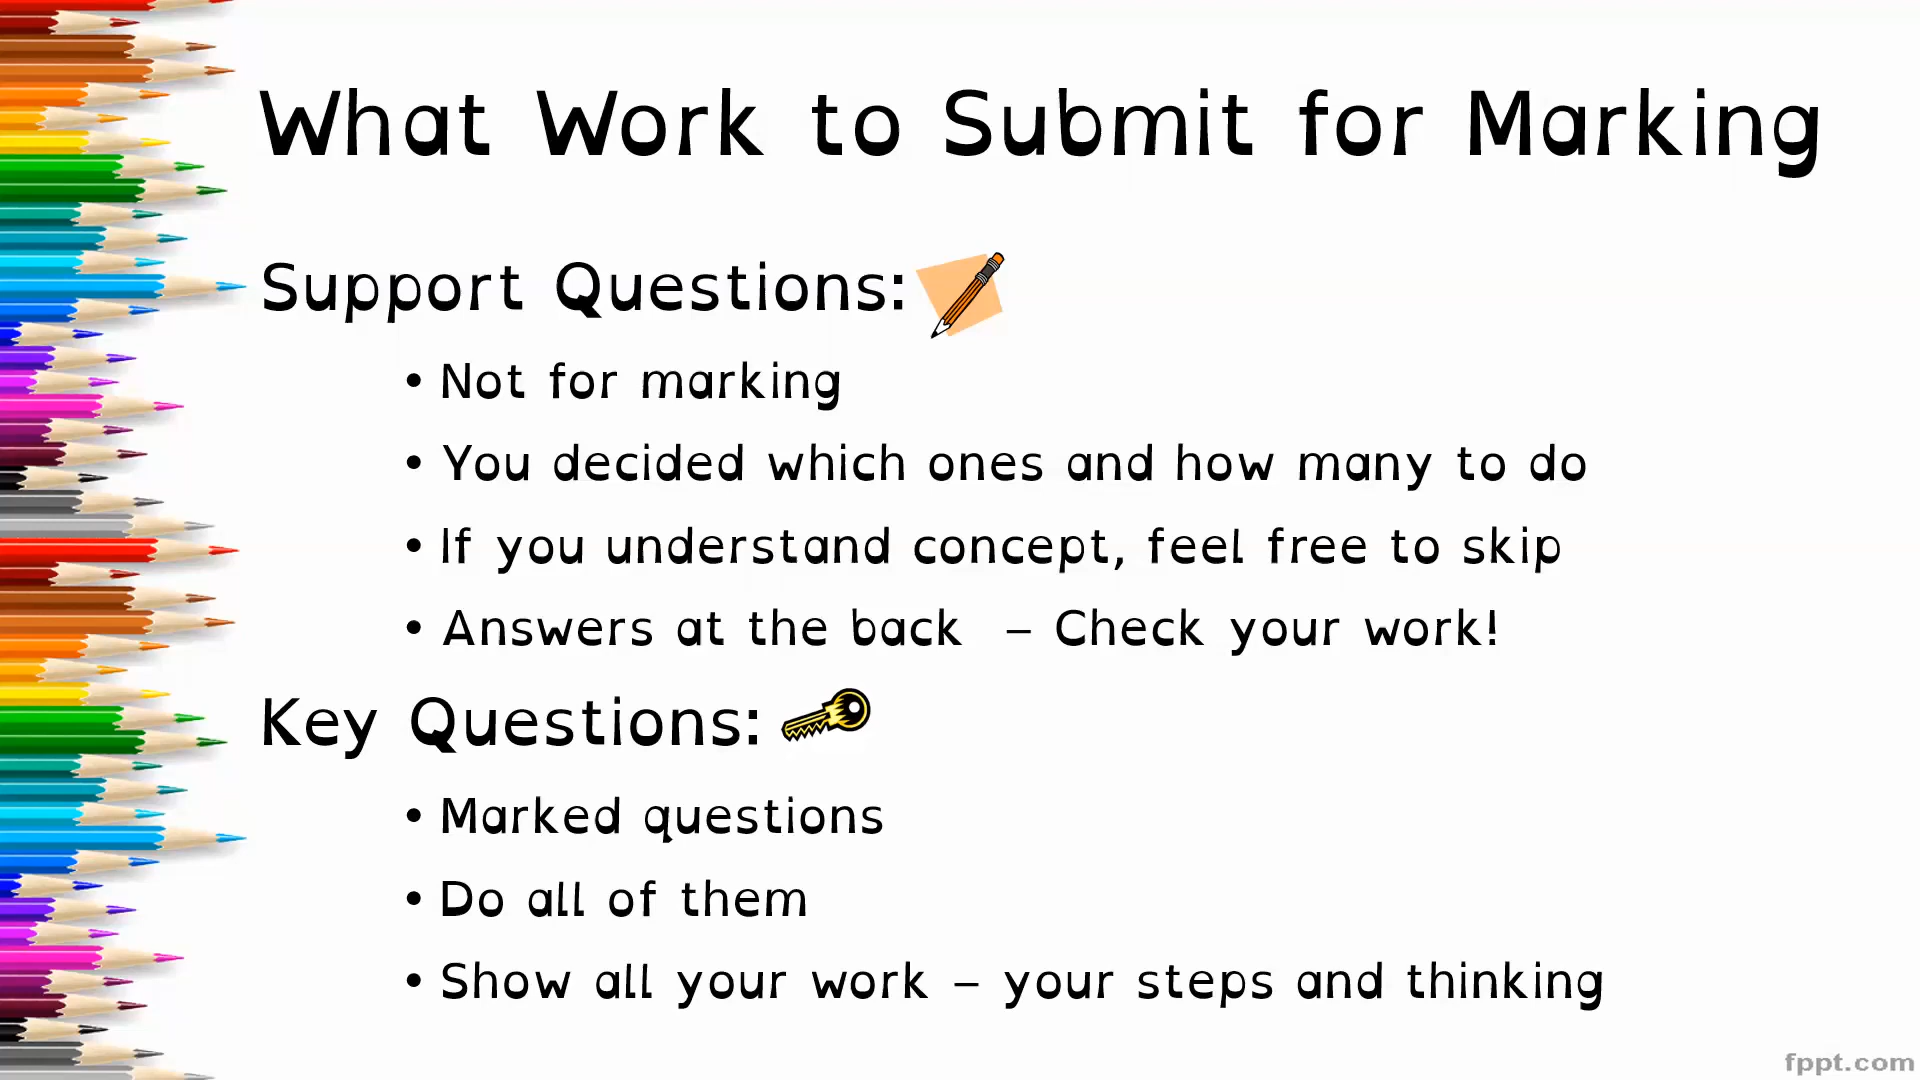 What Work to Submit for Marking
Support Questions:
• Not for marking
• You decided which ones and how many to do
• If you understand concept, feel free to skip
• Answers at the back – Check your work!
Key Questions:
• Marked questions
• Do all of them
• Show all your work – your steps and thinking
fppt.com